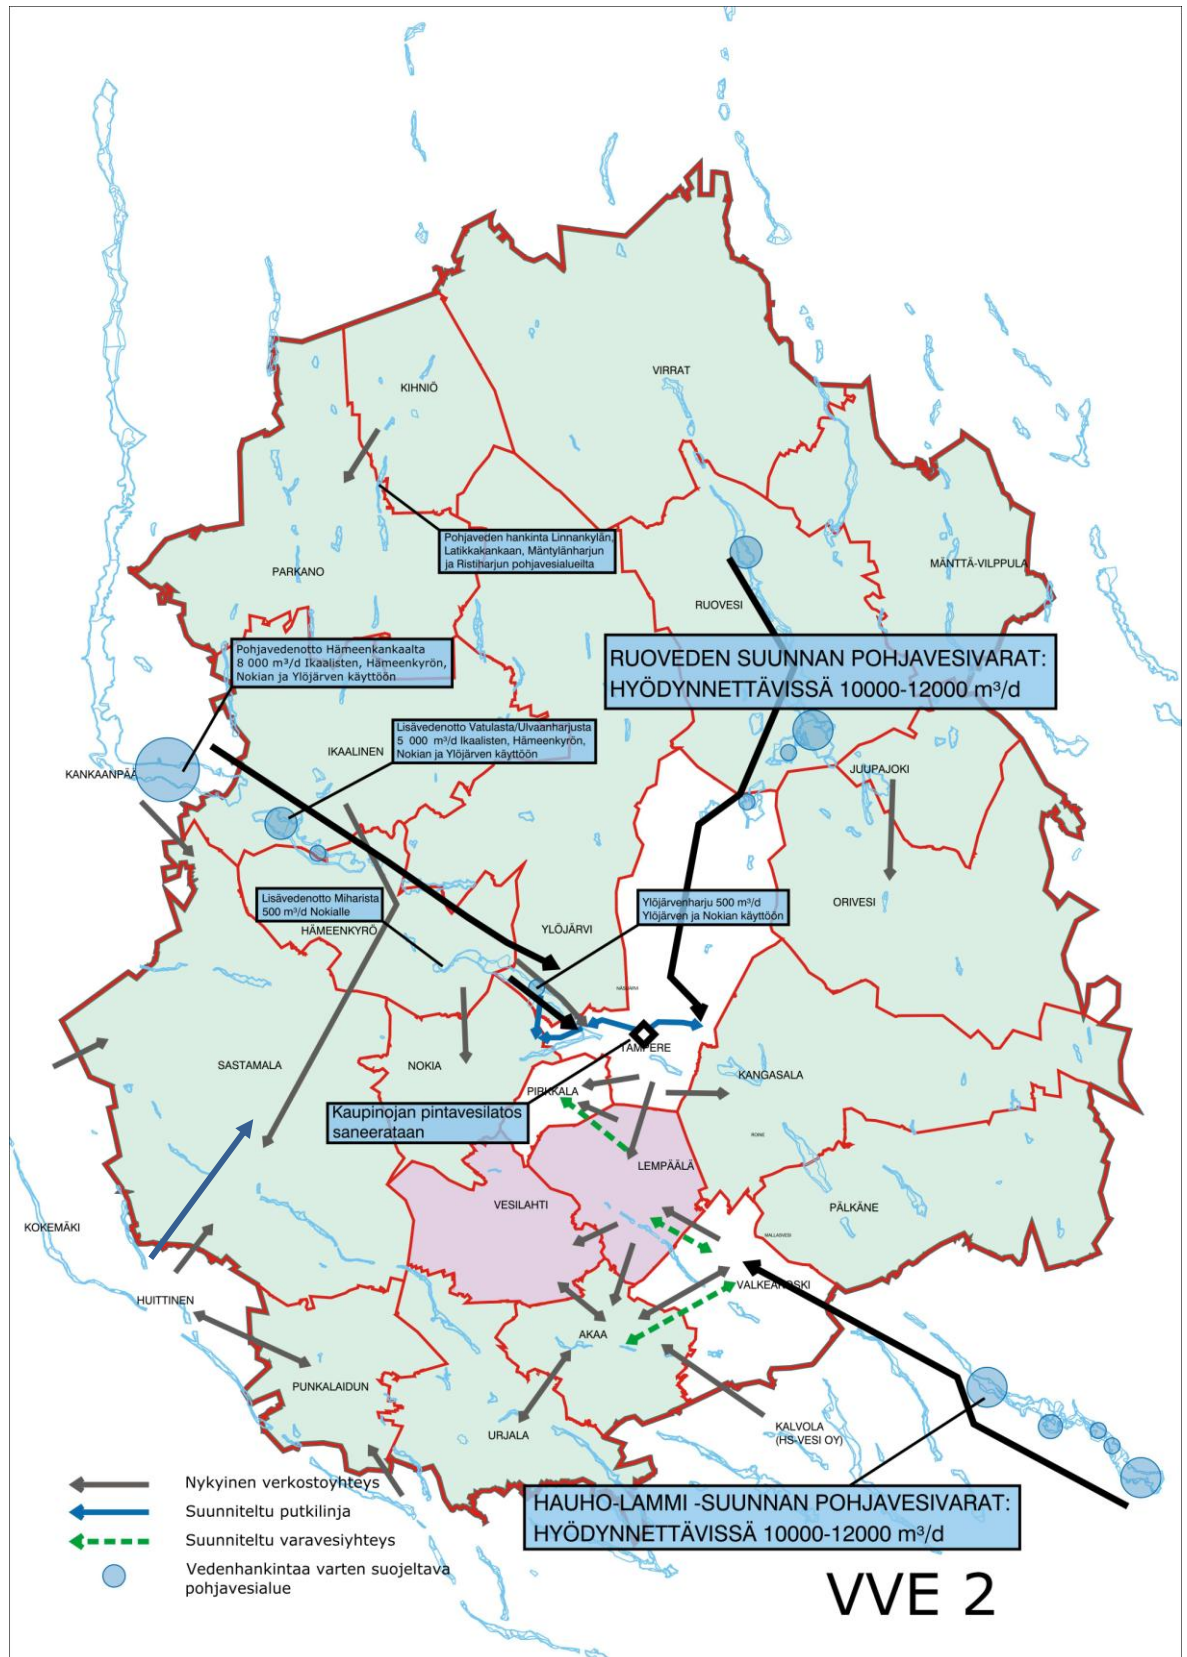 VIRRAT
KIHNIÖ
Pohjaveden hankinta Linnankylän,
Latikkakankaan, Mäntylänharjun
ja Ristiharjun pohjavesialueilta
PARKANO
MÄNTTÄ-VILPPULA
RUOVESI
Pohjavedenotto Hämeenkankaalta
8 000 m³/d Ikaalisten, Hämeenkyrön,
Nokian ja Ylöjärven käyttöön
RUOVEDEN SUUNNAN POHJAVESIVARAT:
HYÖDYNNETTÄVISSÄ 10000-12000 m³/d
Lisävedenotto Vatulasta/Ulvaanharjusta
5 000 m³/d Ikaalisten, Hämeenkyrön,
Nokian ja Ylöjärven käyttöön
IKAALINEN
KANKAANPÄÄ
JUUPAJOKI
Lisävedenotto Miharista
500 m³/d Nokialle
Ylöjärvenharju 500 m³/d
Ylöjärven ja Nokian käyttöön
ORIVESI
HÄMEENKYRÖ
YLÖJÄRVI
NÄSIJÄRVI
TAMPERE
SASTAMALA
NOKIA
KANGASALA
PIRKKALA
Kaupinojan pintavesilatos
saneerataan
ROINE
LEMPÄÄLÄ
VESILAHTI
PÄLKÄNE
KOKEMÄKI
MALLASVESI
VALKEAKOSKI
HUITTINEN
AKAA
PUNKALAIDUN
KALVOLA
(HS-VESI OY)
URJALA
Nykyinen verkostoyhteys
Suunniteltu putkilinja
Suunniteltu varavesiyhteys
Vedenhankintaa varten suojeltava
pohjavesialue
HAUHO-LAMMI -SUUNNAN POHJAVESIVARAT:
HYÖDYNNETTÄVISSÄ 10000-12000 m³/d
VVE 2